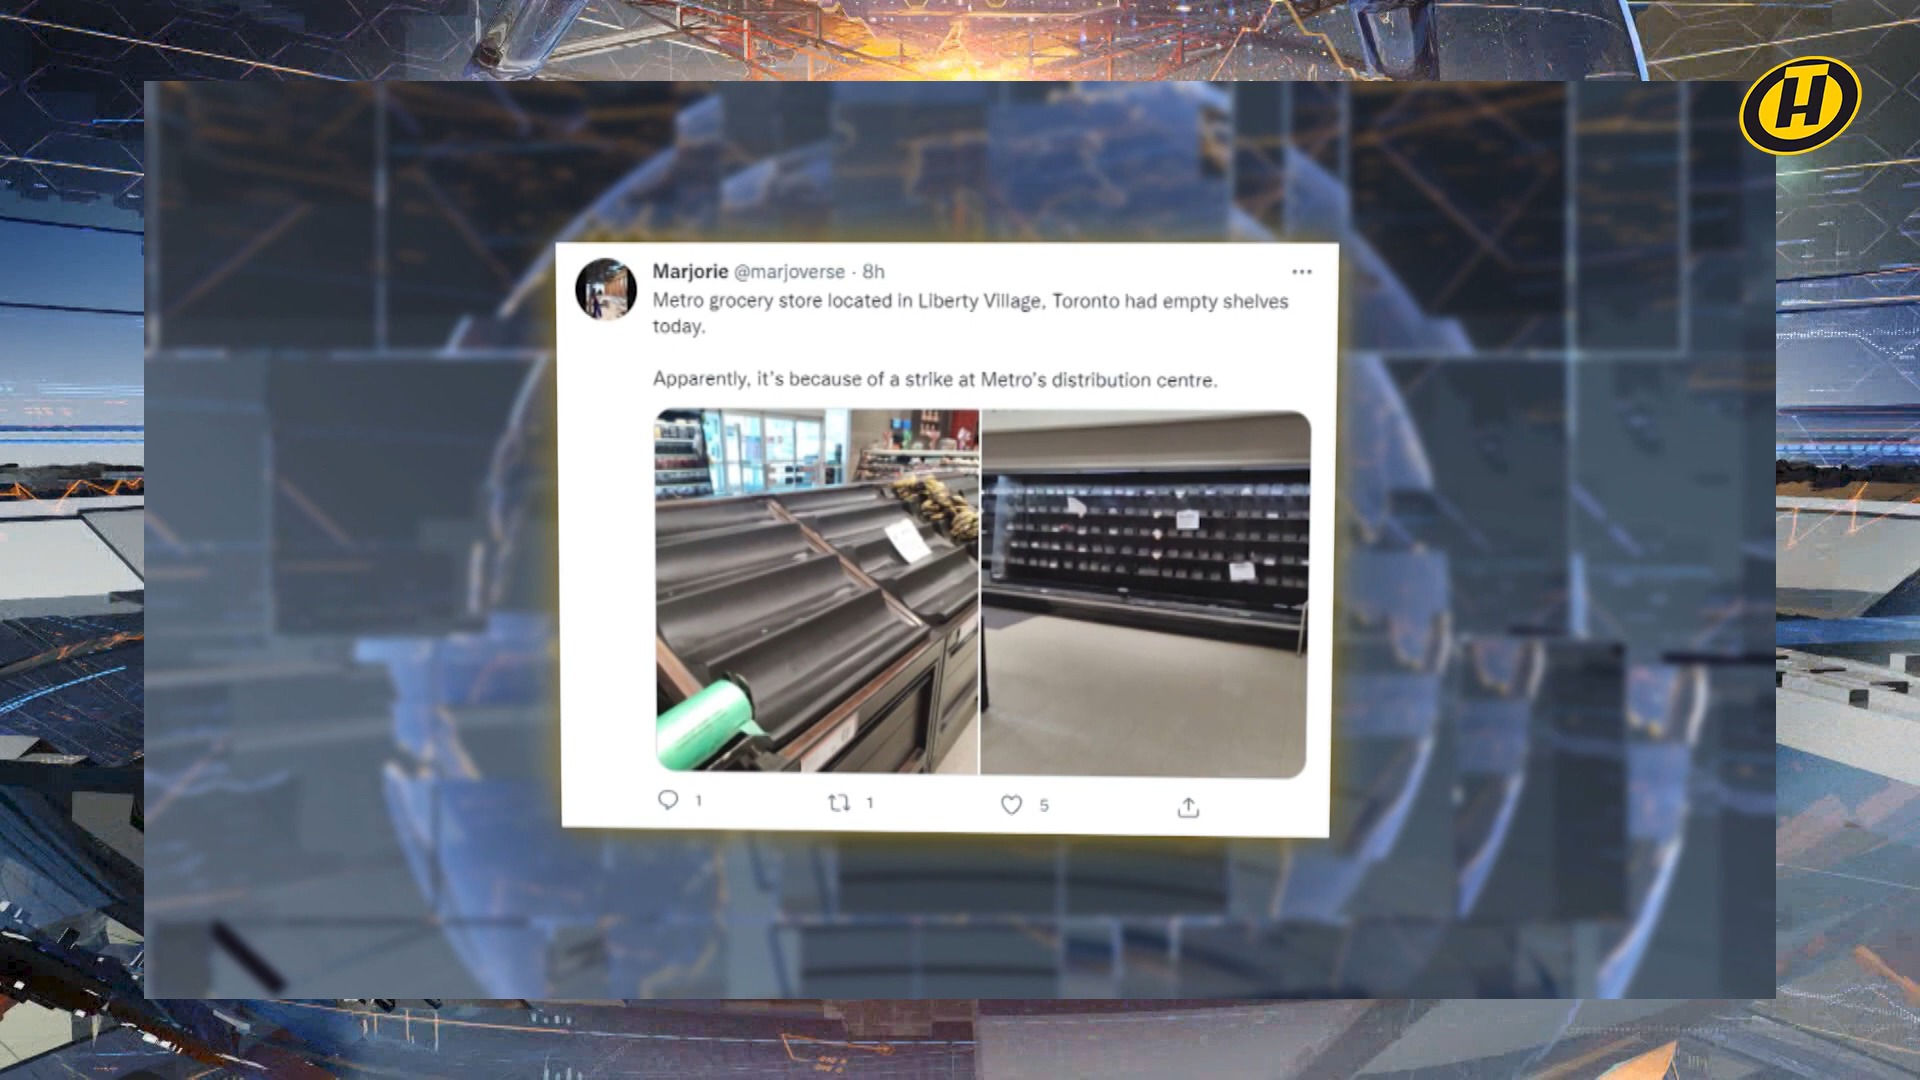 Marjorie @marjoverse · 8h
Metro grocery store located in Liberty Village, Toronto had empty shelves
today.
Apparently, it's because of a strike at Metro's distribution centre.
1 1 5